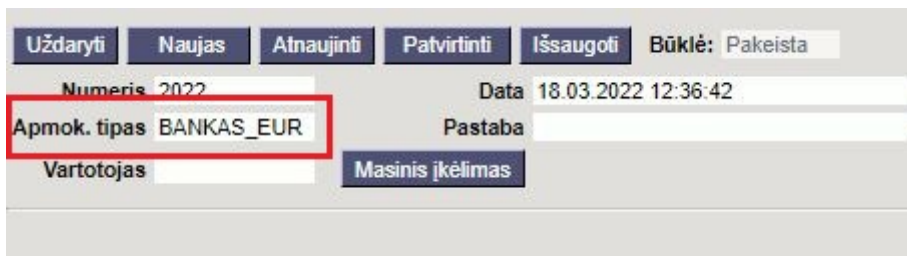 Uždaryti Naujas Atnaujinti Patvirtinti Išsaugoti Būklė: Pakeista
Numeris 2022 Data 18.03.2022 12:36:42
Apmok. tipas BANKAS_EUR Pastaba
Vartotojas Masinis įkėlimas